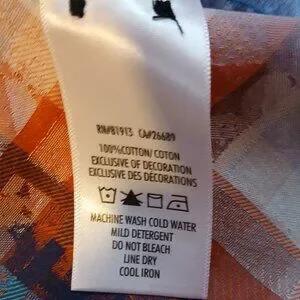 RN#81913 CA#26689
100%COTTON/ COTON
EXCLUSIVE OF DECORATION
EXCLUSIVE DES DÉCORATIONS
MACHINE WASH COLD WATER
MILD DETERGENT
DO NOT BLEACH
LINE DRY
COOL IRON